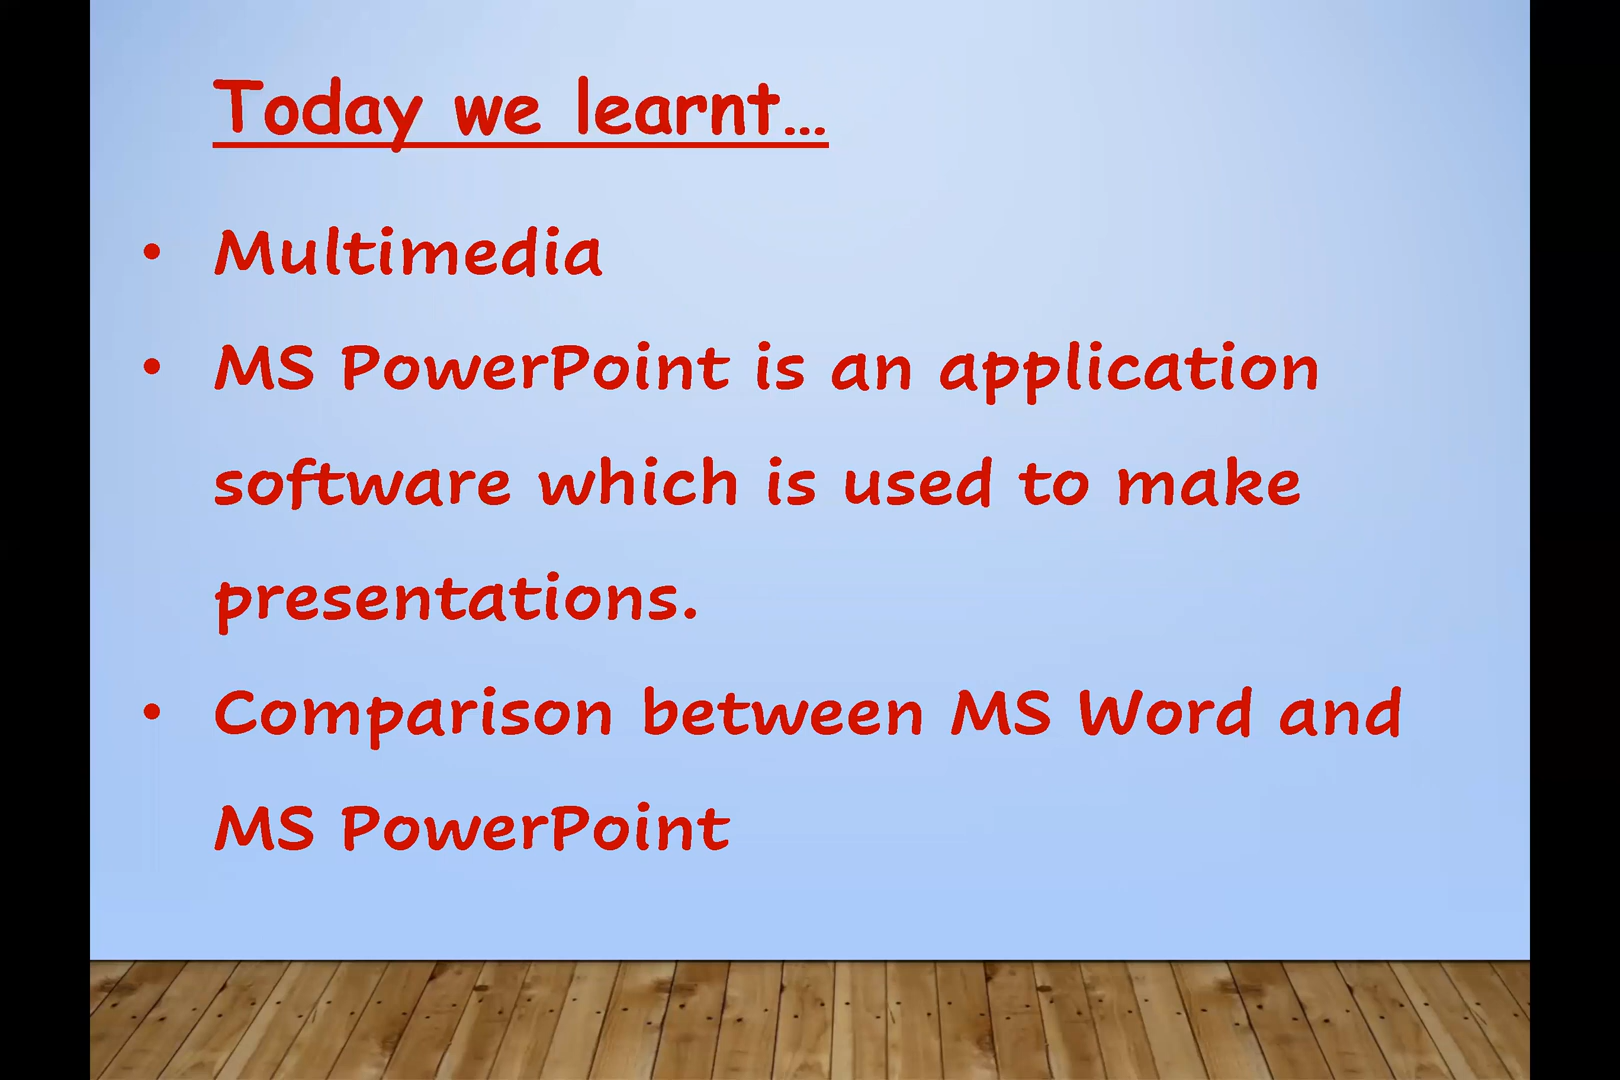 Today we learnt...
• Multimedia
• MS PowerPoint is an application
software which is used to make
presentations.
• Comparison between MS Word and
MS PowerPoint